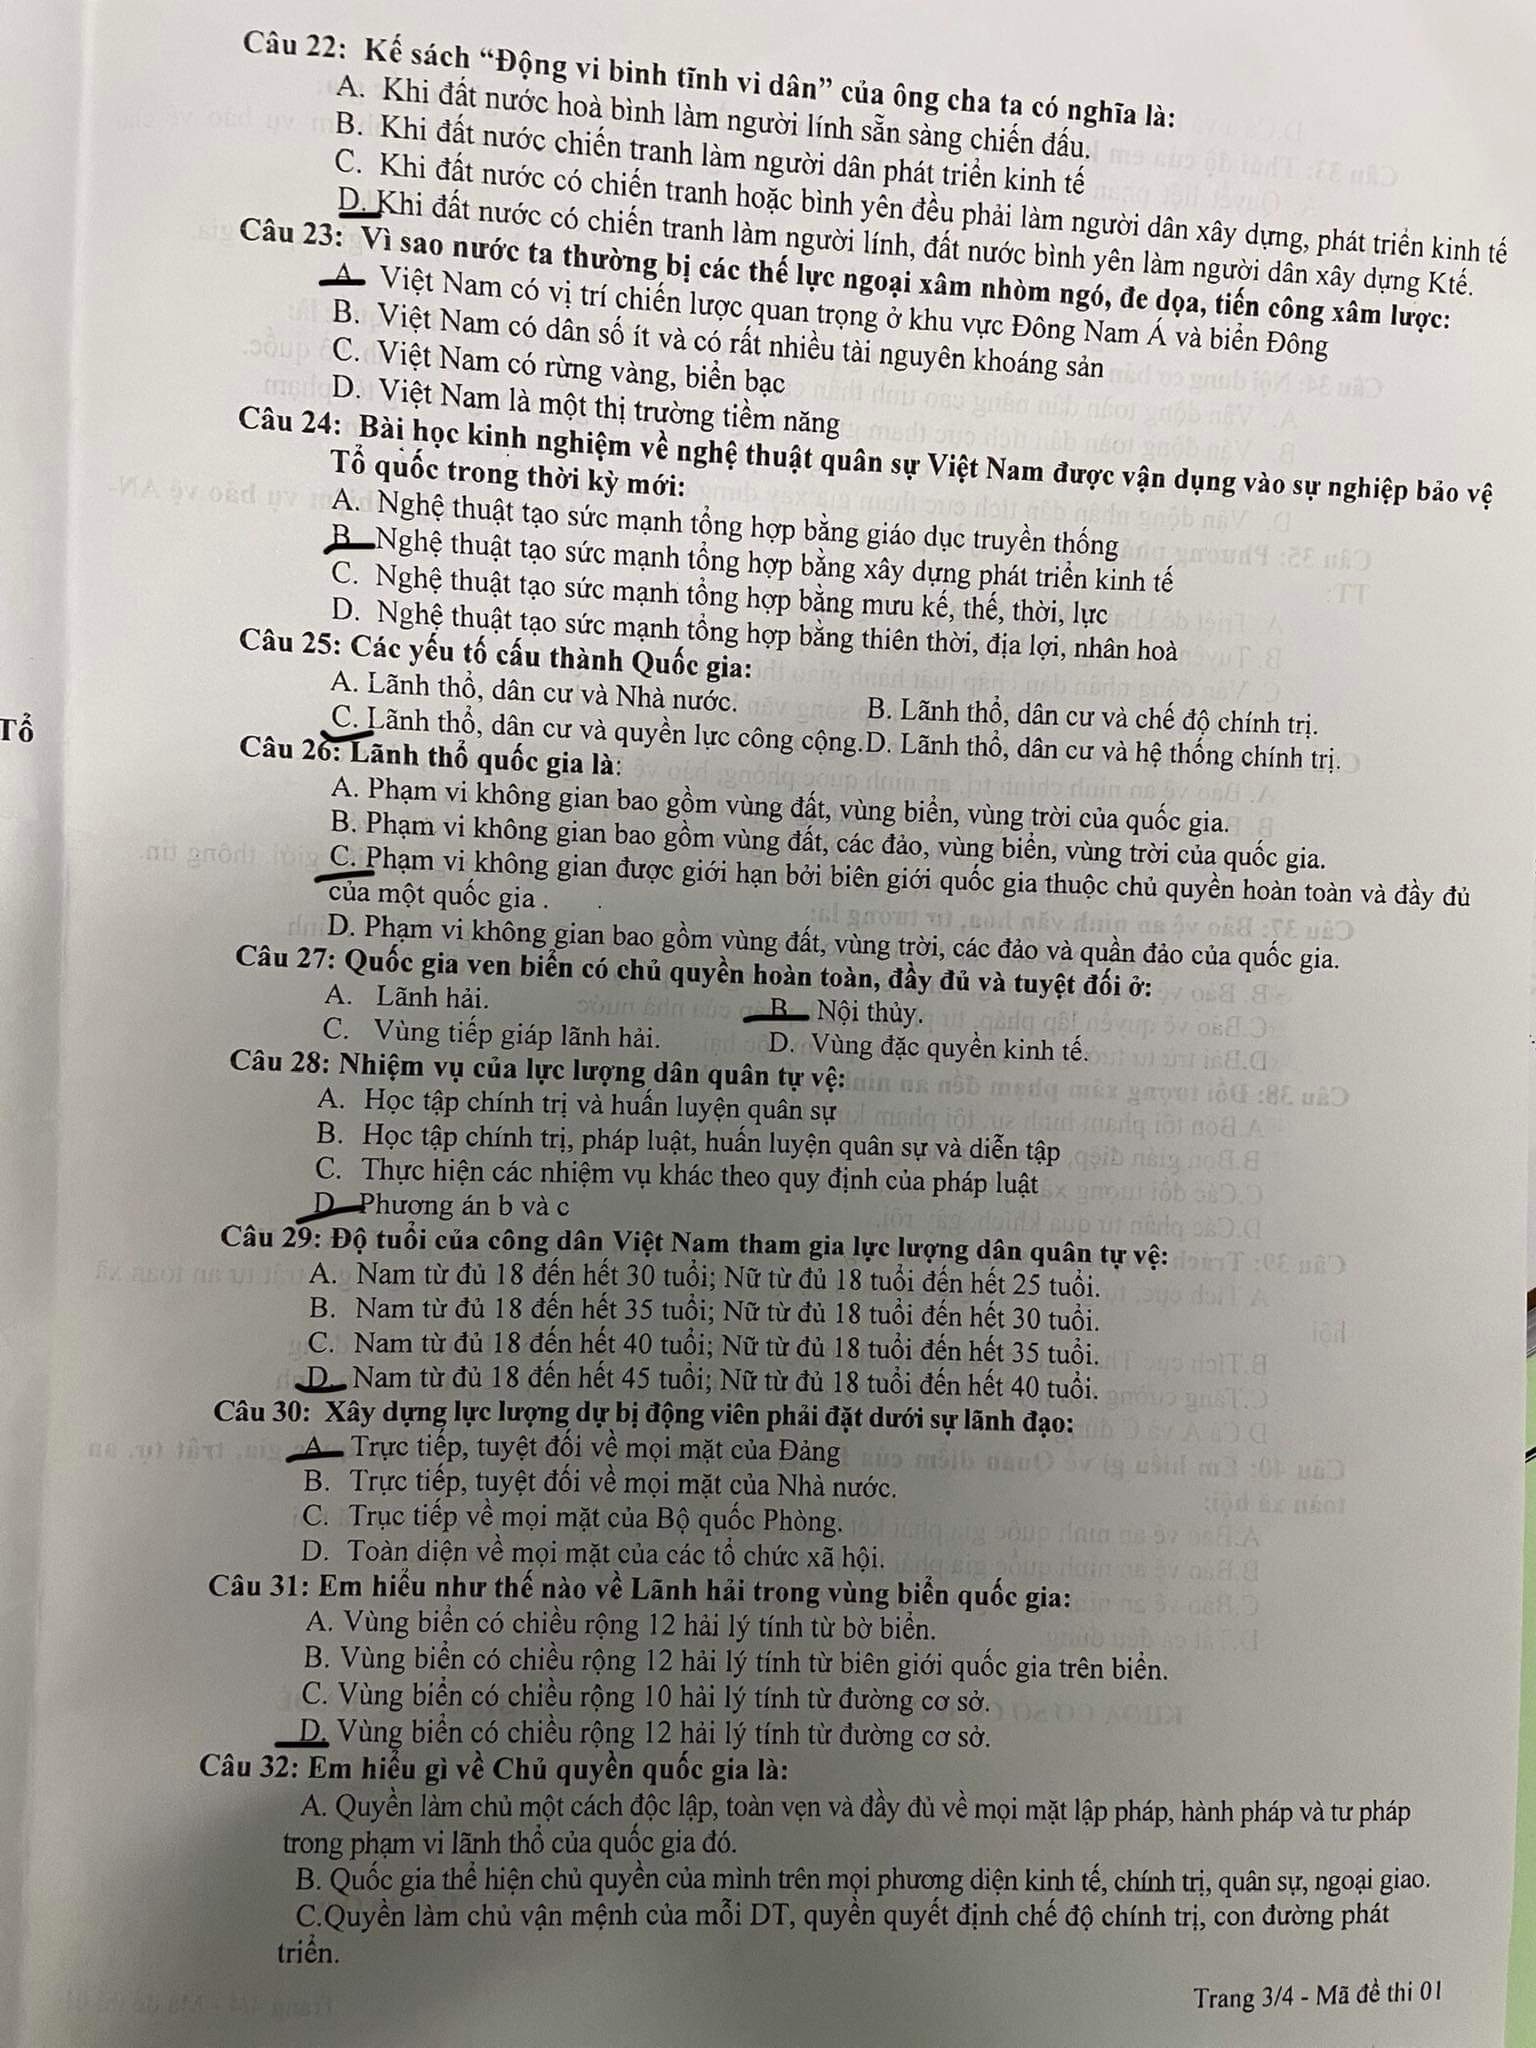 Câu 22: Kế sách “Động vi binh tĩnh vi dân” của ông cha ta có nghĩa là:
A. Khi đất nước hoà bình làm người lính sẵn sàng chiến đấu.
B. Khi đất nước chiến tranh làm người dân phát triển kinh tế
C. Khi đất nước có chiến tranh hoặc bình yên đều phải làm người dân xây dựng, phát triển kinh tế
D. Khi đất nước có chiến tranh làm người lính, đất nước bình yên làm người dân xây dựng Ktế.
Câu 23: Vì sao nước ta thường bị các thế lực ngoại xâm nhòm ngó, đe dọa, tiến công xâm lược:
A Việt Nam có vị trí chiến lược quan trọng ở khu vực Đông Nam Á và biển Đông
B. Việt Nam có dân số ít và có rất nhiều tài nguyên khoáng sản
C. Việt Nam có rừng vàng, biển bạc
D. Việt Nam là một thị trường tiềm năng
Câu 24: Bài học kinh nghiệm về nghệ thuật quân sự Việt Nam được vận dụng vào sự nghiệp bảo vệ
Tổ quốc trong thời kỳ mới:
A. Nghệ thuật tạo sức mạnh tổng hợp bằng giáo dục truyền thống
B Nghệ thuật tạo sức mạnh tổng hợp bằng xây dựng phát triển kinh tế
C. Nghệ thuật tạo sức mạnh tổng hợp bằng mưu kế, thế, thời, lực
D. Nghệ thuật tạo sức mạnh tổng hợp bằng thiên thời, địa lợi, nhân hoà
Câu 25: Các yếu tố cấu thành Quốc gia:
A. Lãnh thổ, dân cư và Nhà nước. B. Lãnh thổ, dân cư và chế độ chính trị.
Tổ
C. Lãnh thổ, dân cư và quyền lực công cộng.D. Lãnh thổ, dân cư và hệ thống chính trị.
Câu 26: Lãnh thổ quốc gia là:
A. Phạm vi không gian bao gồm vùng đất, vùng biển, vùng trời của quốc gia.
B. Phạm vi không gian bao gồm vùng đất, các đảo, vùng biển, vùng trời của quốc gia.
C. Phạm vi không gian được giới hạn bởi biên giới quốc gia thuộc chủ quyền hoàn toàn và đầy đủ
của một quốc gia .
D. Phạm vi không gian bao gồm vùng đất, vùng trời, các đảo và quần đảo của quốc gia.
Câu 27: Quốc gia ven biển có chủ quyền hoàn toàn, đầy đủ và tuyệt đối ở:
A. Lãnh hải. B Nội thủy.
C. Vùng tiếp giáp lãnh hải. D. Vùng đặc quyền kinh tế.
Câu 28: Nhiệm vụ của lực lượng dân quân tự vệ:
A. Học tập chính trị và huấn luyện quân sự
B. Học tập chính trị, pháp luật, huấn luyện quân sự và diễn tập
C. Thực hiện các nhiệm vụ khác theo quy định của pháp luật
D Phương án b và c
Câu 29: Độ tuổi của công dân Việt Nam tham gia lực lượng dân quân tự vệ:
A. Nam từ đủ 18 đến hết 30 tuổi; Nữ từ đủ 18 tuổi đến hết 25 tuổi.
B. Nam từ đủ 18 đến hết 35 tuổi; Nữ từ đủ 18 tuổi đến hết 30 tuổi.
C. Nam từ đủ 18 đến hết 40 tuổi; Nữ từ đủ 18 tuổi đến hết 35 tuổi.
D. Nam từ đủ 18 đến hết 45 tuổi; Nữ từ đủ 18 tuổi đến hết 40 tuổi.
Câu 30: Xây dựng lực lượng dự bị động viên phải đặt dưới sự lãnh đạo:
A Trực tiếp, tuyệt đối về mọi mặt của Đảng
B. Trực tiếp, tuyệt đối về mọi mặt của Nhà nước.
C. Trục tiếp về mọi mặt của Bộ quốc Phòng.
D. Toàn diện về mọi mặt của các tổ chức xã hội.
Câu 31: Em hiểu như thế nào về Lãnh hải trong vùng biển quốc gia:
A. Vùng biển có chiều rộng 12 hải lý tính từ bờ biển.
B. Vùng biển có chiều rộng 12 hải lý tính từ biên giới quốc gia trên biển.
C. Vùng biển có chiều rộng 10 hải lý tính từ đường cơ sở.
D. Vùng biển có chiều rộng 12 hải lý tính từ đường cơ sở.
Câu 32: Em hiểu gì về Chủ quyền quốc gia là:
A. Quyền làm chủ một cách độc lập, toàn vẹn và đầy đủ về mọi mặt lập pháp, hành pháp và tư pháp
trong phạm vi lãnh thổ của quốc gia đó.
B. Quốc gia thể hiện chủ quyền của mình trên mọi phương diện kinh tế, chính trị, quân sự, ngoại giao.
C.Quyền làm chủ vận mệnh của mỗi DT, quyền quyết định chế độ chính trị, con đường phát
triển.
Trang 3/4 - Mã đề thi 01